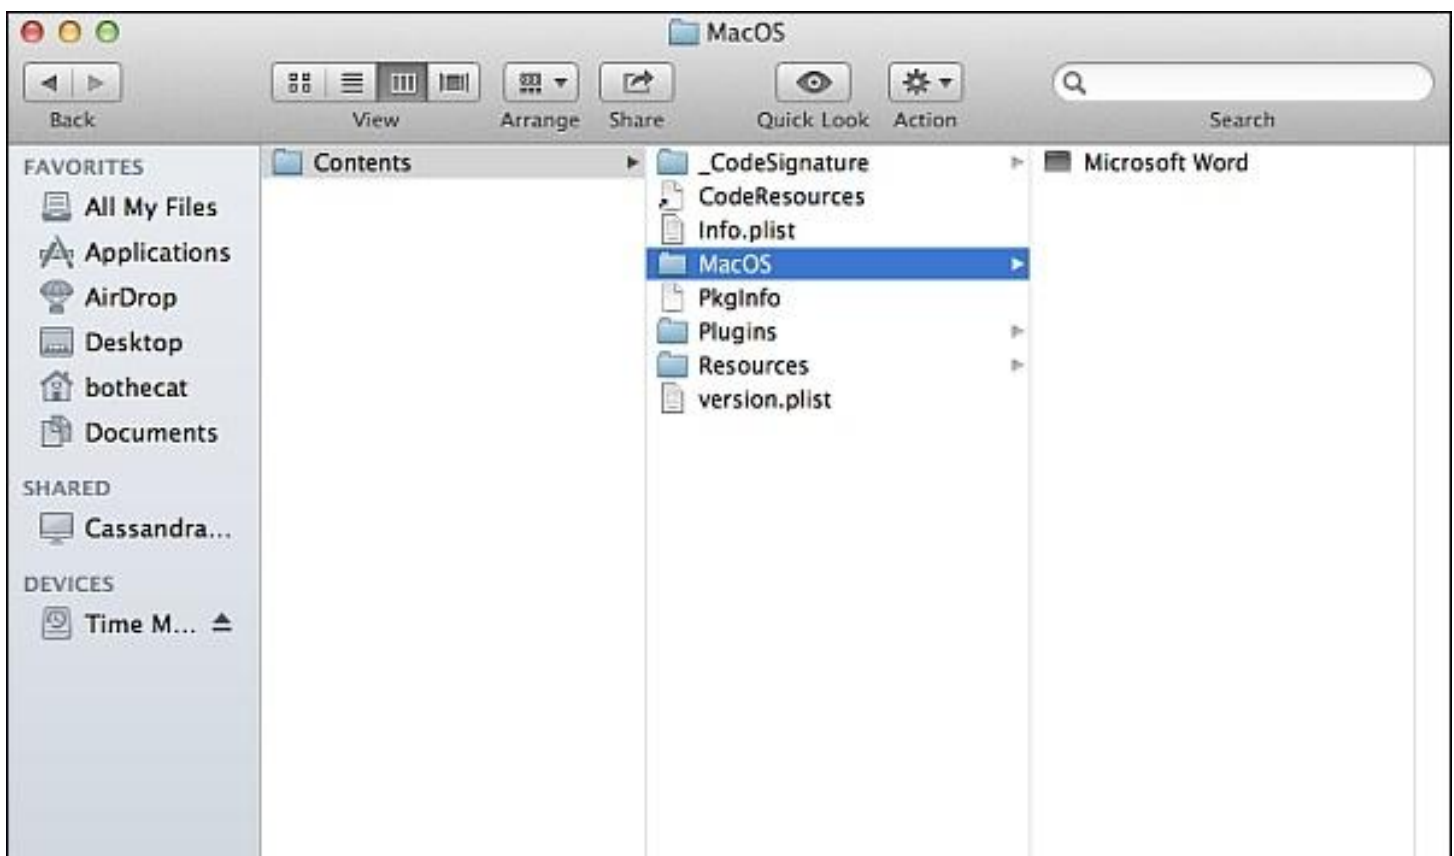 MacOS
Back
View
Arrange
Share
Quick Look
Action
Search
FAVORITES
All My Files
Applications
AirDrop
Desktop
bothecat
Documents
SHARED
Cassandra...
DEVICES
Time M...
Contents
_CodeSignature
CodeResources
Info.plist
MacOS
PkgInfo
Plugins
Resources
version.plist
Microsoft Word